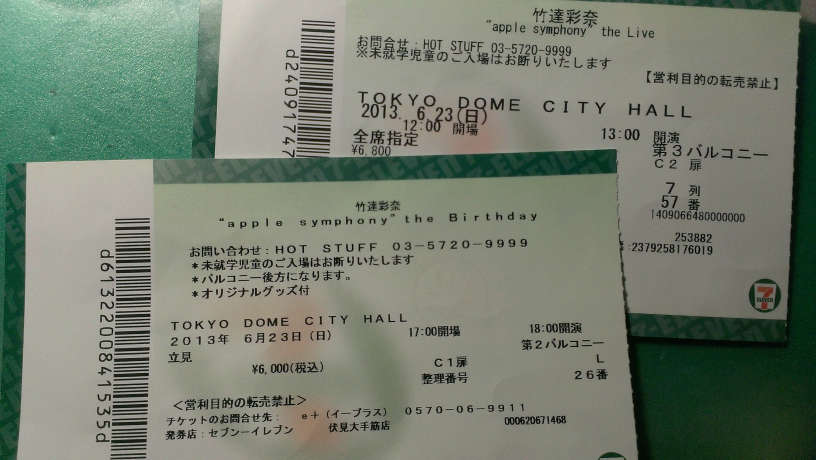 竹達彩奈
"apple symphony" the Live
お問合せ：HOT STUFF 03-5720-9999
※未就学児童のご入場はお断りいたします
【営利目的の転売禁止】
TOKYO DOME CITY HALL
2013. 6.23(日)
12:00 開場 13:00 開演
全席指定 第3バルコニー
¥6,800 C2 扉
7 列
57 番
1409066480000000
253882
:2379258176019
d24091747
7
ELEVEN
竹達彩奈
"apple symphony" the Birthday
お問い合わせ：HOT STUFF 03-5720-9999
＊未就学児童のご入場はお断りいたします
＊バルコニー後方になります。
＊オリジナルグッズ付
TOKYO DOME CITY HALL
2013年 6月23日（日） 17:00開場 18:00開演
立見 第2バルコニー
¥6,000(税込) C1扉 L
整理番号 26番
＜営利目的の転売禁止＞
チケットのお問合せ先： e+（イープラス） 0570-06-9911
発券店：セブン-イレブン 伏見大手筋店 000620671468
d6132200841535d